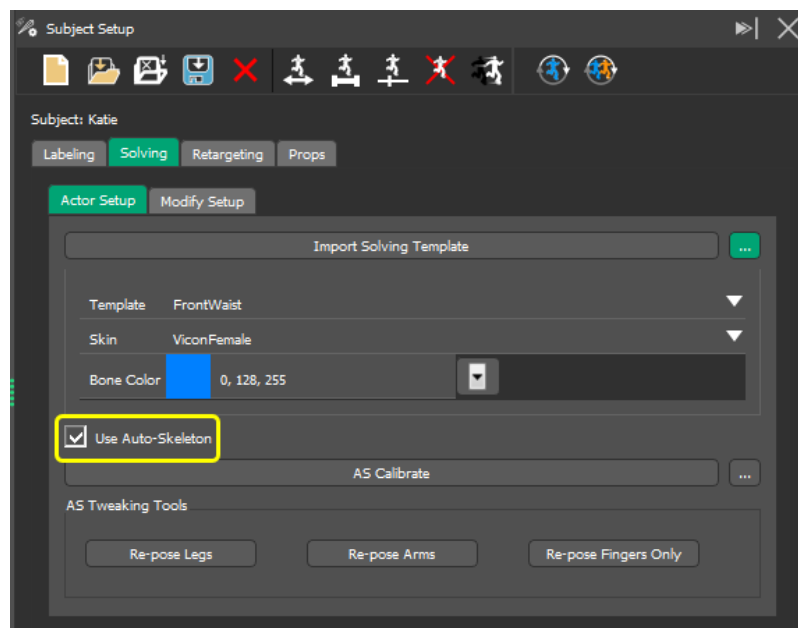 Subject Setup
Subject: Katie
Labeling Solving Retargeting Props
Actor Setup Modify Setup
Import Solving Template ...
Template FrontWaist
Skin ViconFemale
Bone Color 0, 128, 255
Use Auto-Skeleton
AS Calibrate ...
AS Tweaking Tools
Re-pose Legs Re-pose Arms Re-pose Fingers Only